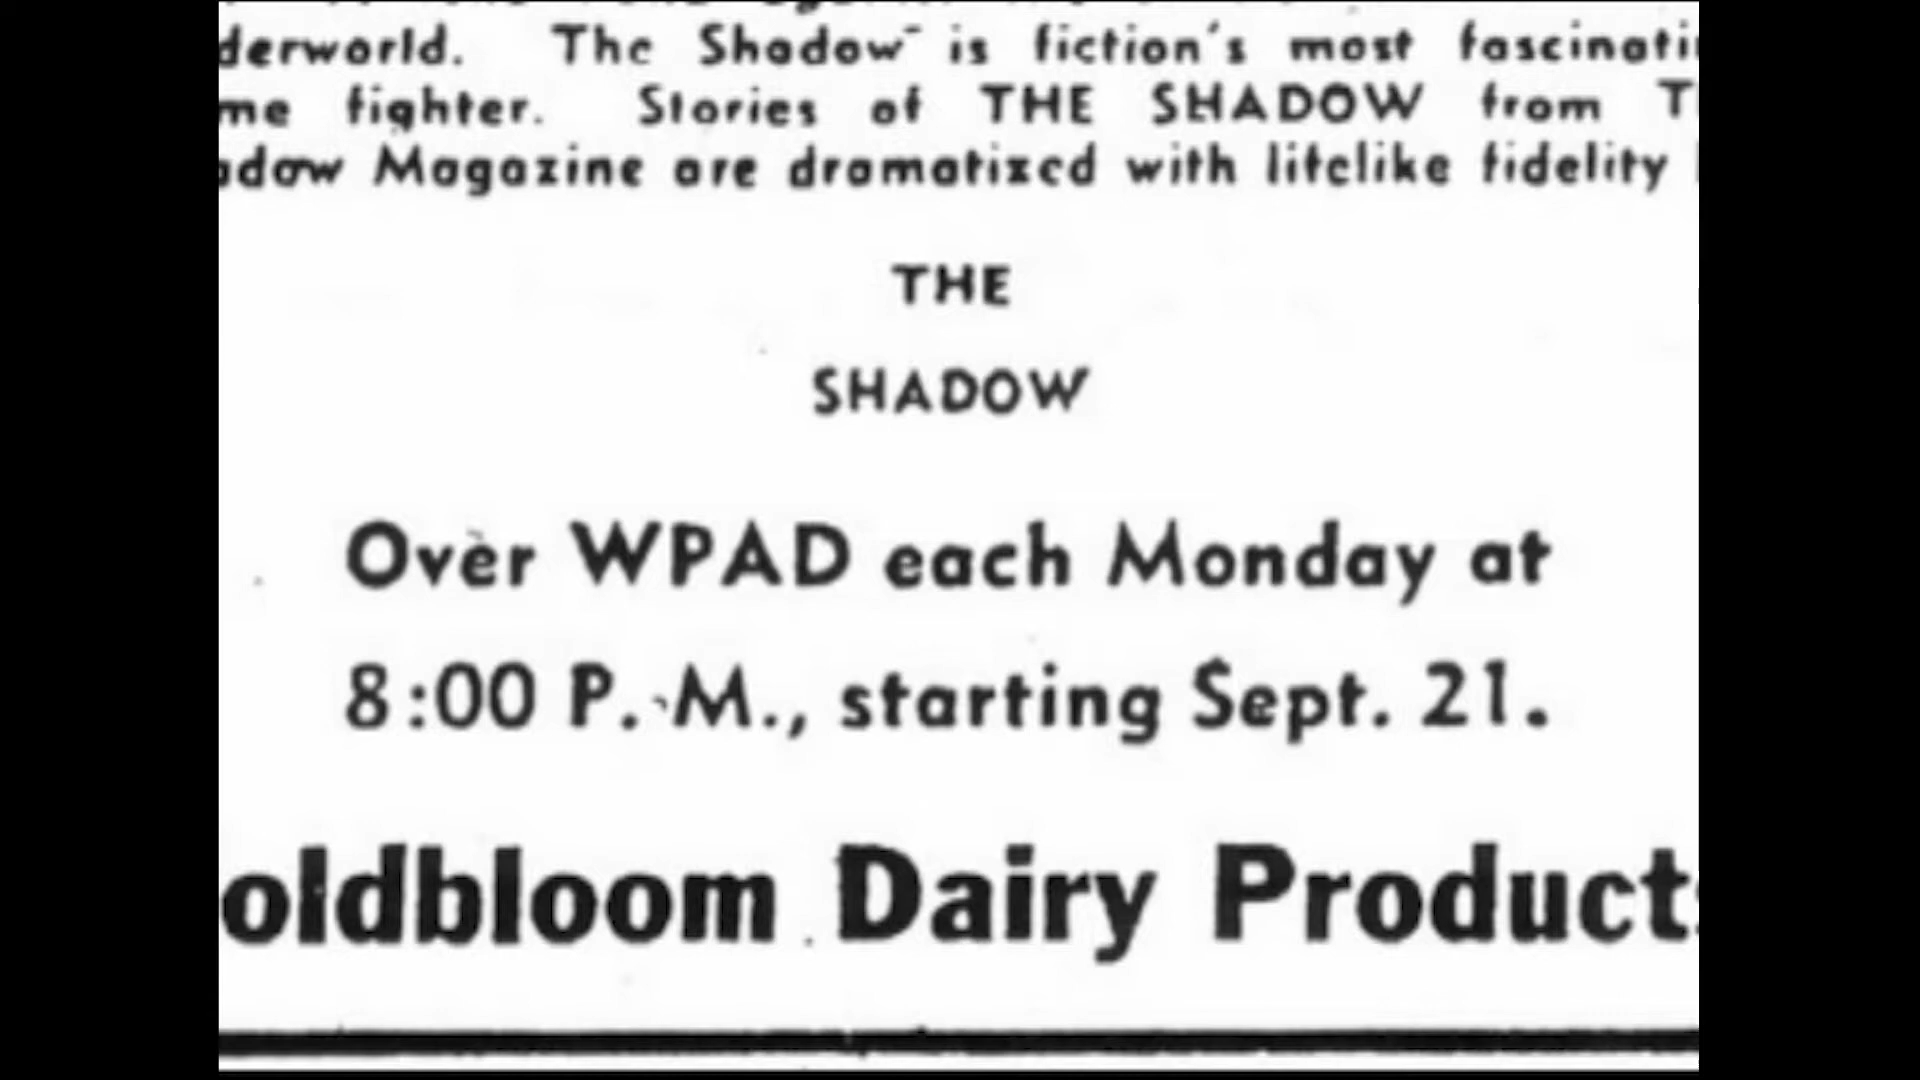 derworld. The Shadow is fiction's most fascinati
me fighter. Stories of THE SHADOW from T
adow Magazine are dramatized with lifelike fidelity
THE
SHADOW
Over WPAD each Monday at
8:00 P. M., starting Sept. 21.
oldbloom Dairy Products